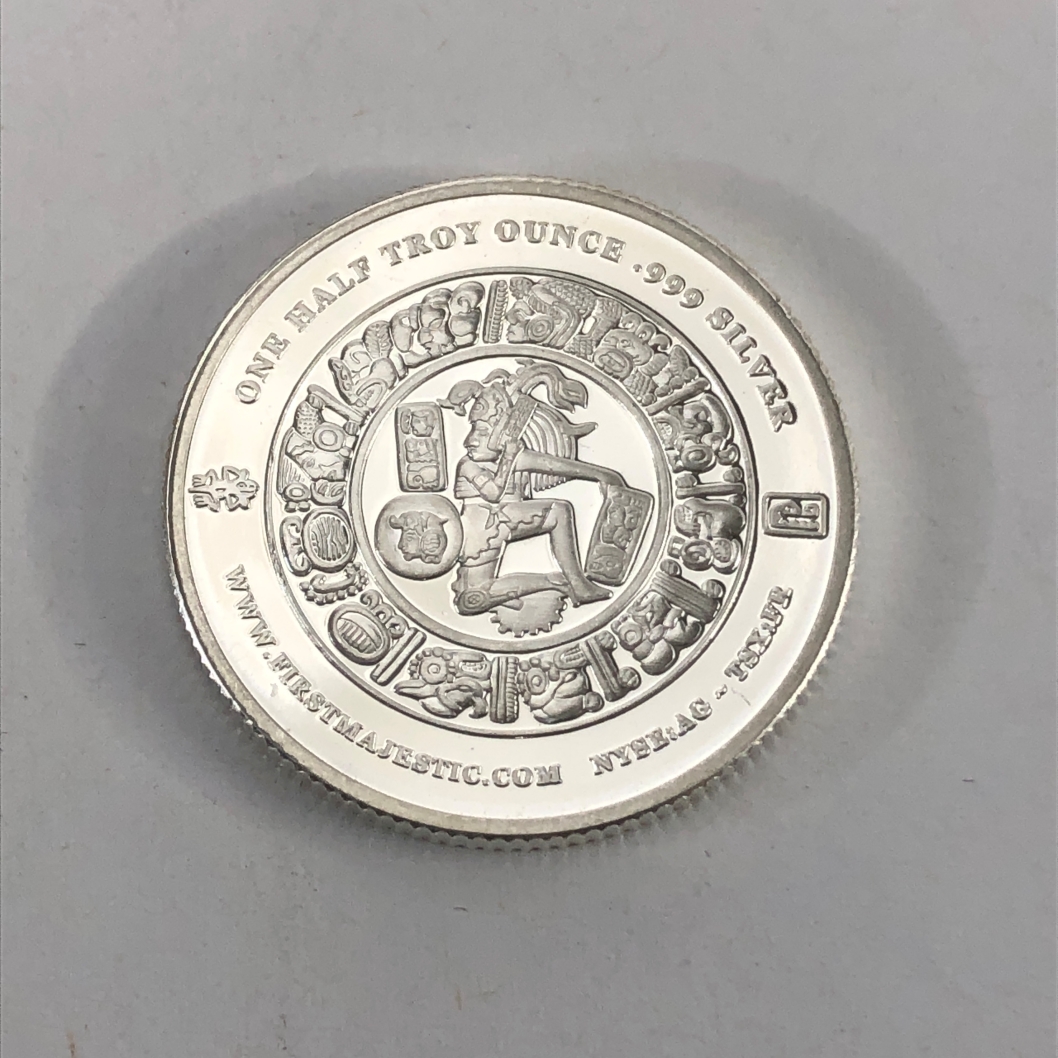 ONE HALF TROY OUNCE .999 SILVER
WWW.FIRSTMAJESTIC.COM
NYSE:AG ~ TSX:FR